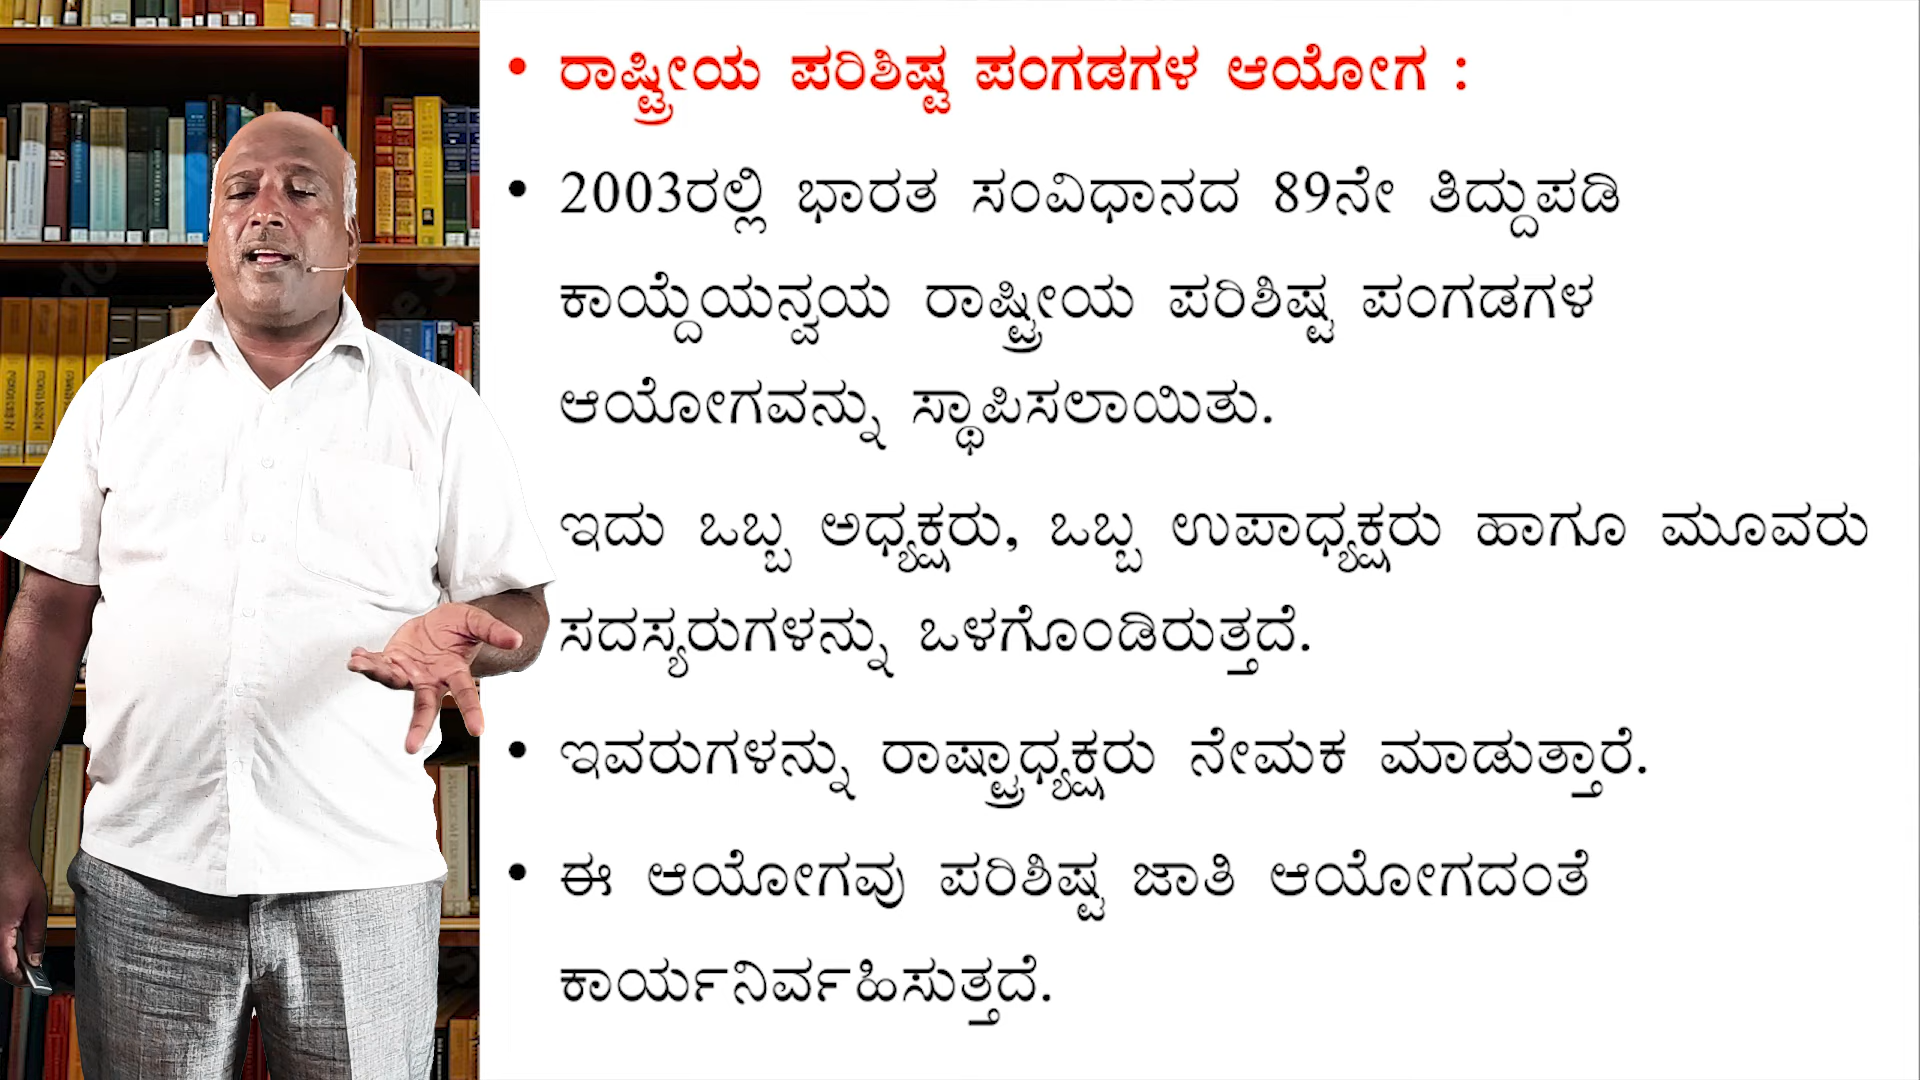 • ರಾಷ್ಟ್ರೀಯ ಪರಿಶಿಷ್ಟ ಪಂಗಡಗಳ ಆಯೋಗ :
• 2003ರಲ್ಲಿ ಭಾರತ ಸಂವಿಧಾನದ 89ನೇ ತಿದ್ದುಪಡಿ
ಕಾಯ್ದೆಯನ್ವಯ ರಾಷ್ಟ್ರೀಯ ಪರಿಶಿಷ್ಟ ಪಂಗಡಗಳ
ಆಯೋಗವನ್ನು ಸ್ಥಾಪಿಸಲಾಯಿತು.
ಇದು ಒಬ್ಬ ಅಧ್ಯಕ್ಷರು, ಒಬ್ಬ ಉಪಾಧ್ಯಕ್ಷರು ಹಾಗೂ ಮೂವರು
ಸದಸ್ಯರುಗಳನ್ನು ಒಳಗೊಂಡಿರುತ್ತದೆ.
• ಇವರುಗಳನ್ನು ರಾಷ್ಟ್ರಾಧ್ಯಕ್ಷರು ನೇಮಕ ಮಾಡುತ್ತಾರೆ.
• ಈ ಆಯೋಗವು ಪರಿಶಿಷ್ಟ ಜಾತಿ ಆಯೋಗದಂತೆ
ಕಾರ್ಯನಿರ್ವಹಿಸುತ್ತದೆ.